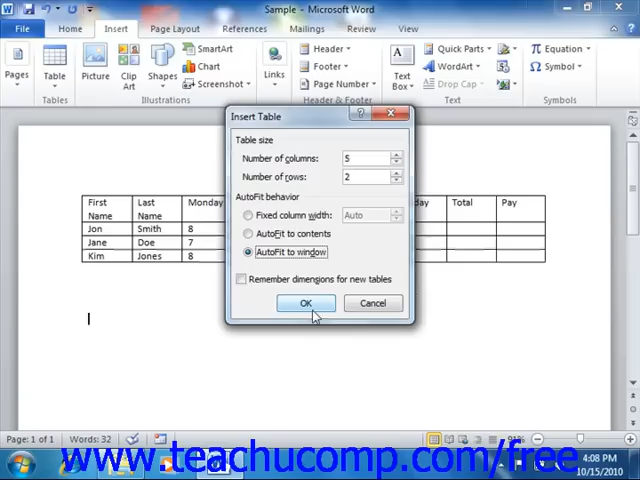 Sample - Microsoft Word
File Home Insert Page Layout References Mailings Review View
Pages
Table
Tables
Picture
Clip Art
Shapes
SmartArt
Chart
Screenshot
Illustrations
Links
Header
Footer
Page Number
Header & Footer
Text Box
Quick Parts
WordArt
Drop Cap
Text
Equation
Symbol
Symbols
Insert Table
Table size
Number of columns: 5
Number of rows: 2
AutoFit behavior
Fixed column width: Auto
AutoFit to contents
AutoFit to window
Remember dimensions for new tables
OK Cancel
First Name Last Name Monday day Total Pay
Jon Smith 8
Jane Doe 7
Kim Jones 8
Page: 1 of 1 Words: 32 91%
www.teachucomp.com/free
4:08 PM
10/15/2010